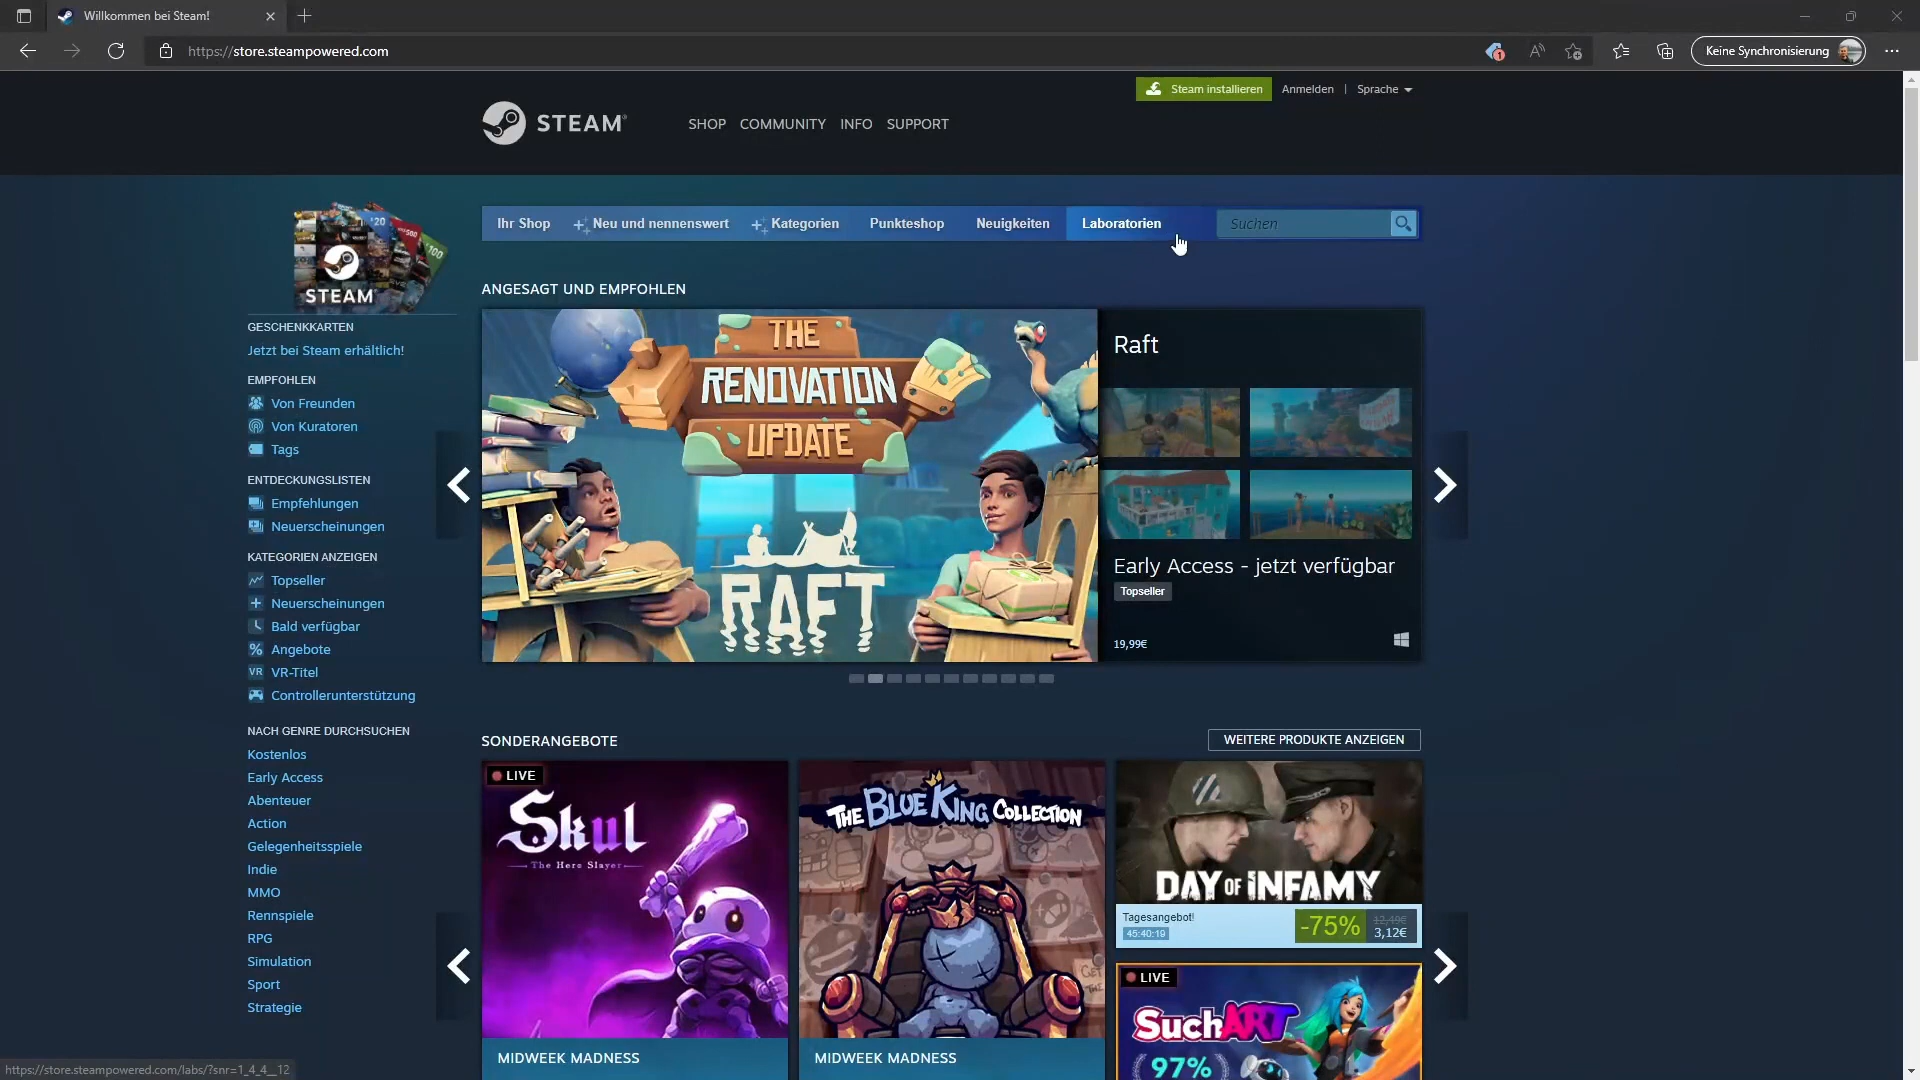 Willkommen bei Steam!
https://store.steampowered.com
Keine Synchronisierung
Steam installieren
Anmelden | Sprache
STEAM
SHOP COMMUNITY INFO SUPPORT
Ihr Shop Neu und nennenswert Kategorien Punkteshop Neuigkeiten Laboratorien Suchen
STEAM
GESCHENKKARTEN
Jetzt bei Steam erhältlich!
EMPFOHLEN
Von Freunden
Von Kuratoren
Tags
ENTDECKUNGSLISTEN
Empfehlungen
Neuerscheinungen
KATEGORIEN ANZEIGEN
Topseller
Neuerscheinungen
Bald verfügbar
% Angebote
VR VR-Titel
Controllerunterstützung
NACH GENRE DURCHSUCHEN
Kostenlos
Early Access
Abenteuer
Action
Gelegenheitsspiele
Indie
MMO
Rennspiele
RPG
Simulation
Sport
Strategie
ANGESAGT UND EMPFOHLEN
THE
RENOVATION
UPDATE
RAFT
Raft
Early Access - jetzt verfügbar
Topseller
19,99€
SONDERANGEBOTE
WEITERE PRODUKTE ANZEIGEN
LIVE
Skul
The Hero Slayer
MIDWEEK MADNESS
THE BLUE KING COLLECTION
MIDWEEK MADNESS
DAY OF INFAMY
Tagesangebot!
45:40:19
-75%
12,49€
3,12€
LIVE
SuchART
97%
https://store.steampowered.com/labs/?snr=1_4_4__12